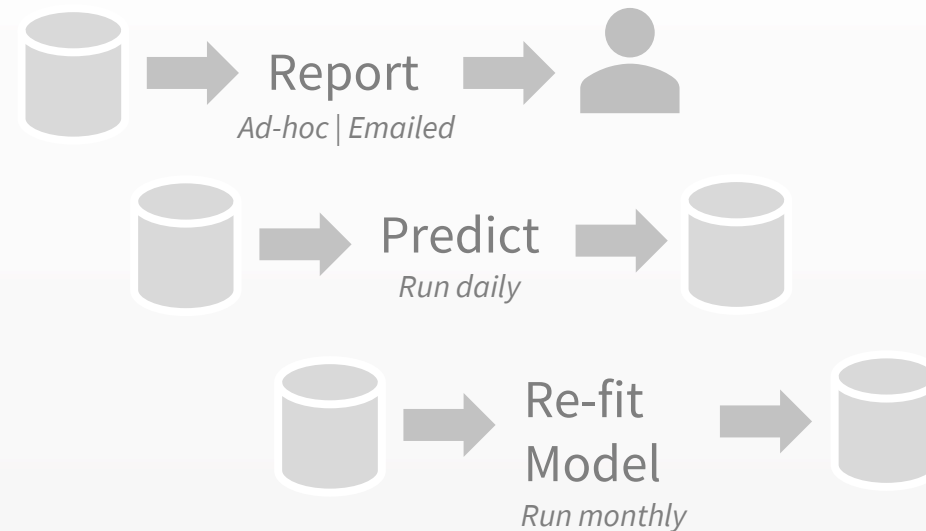 Report
Ad-hoc | Emailed
Predict
Run daily
Re-fit
Model
Run monthly